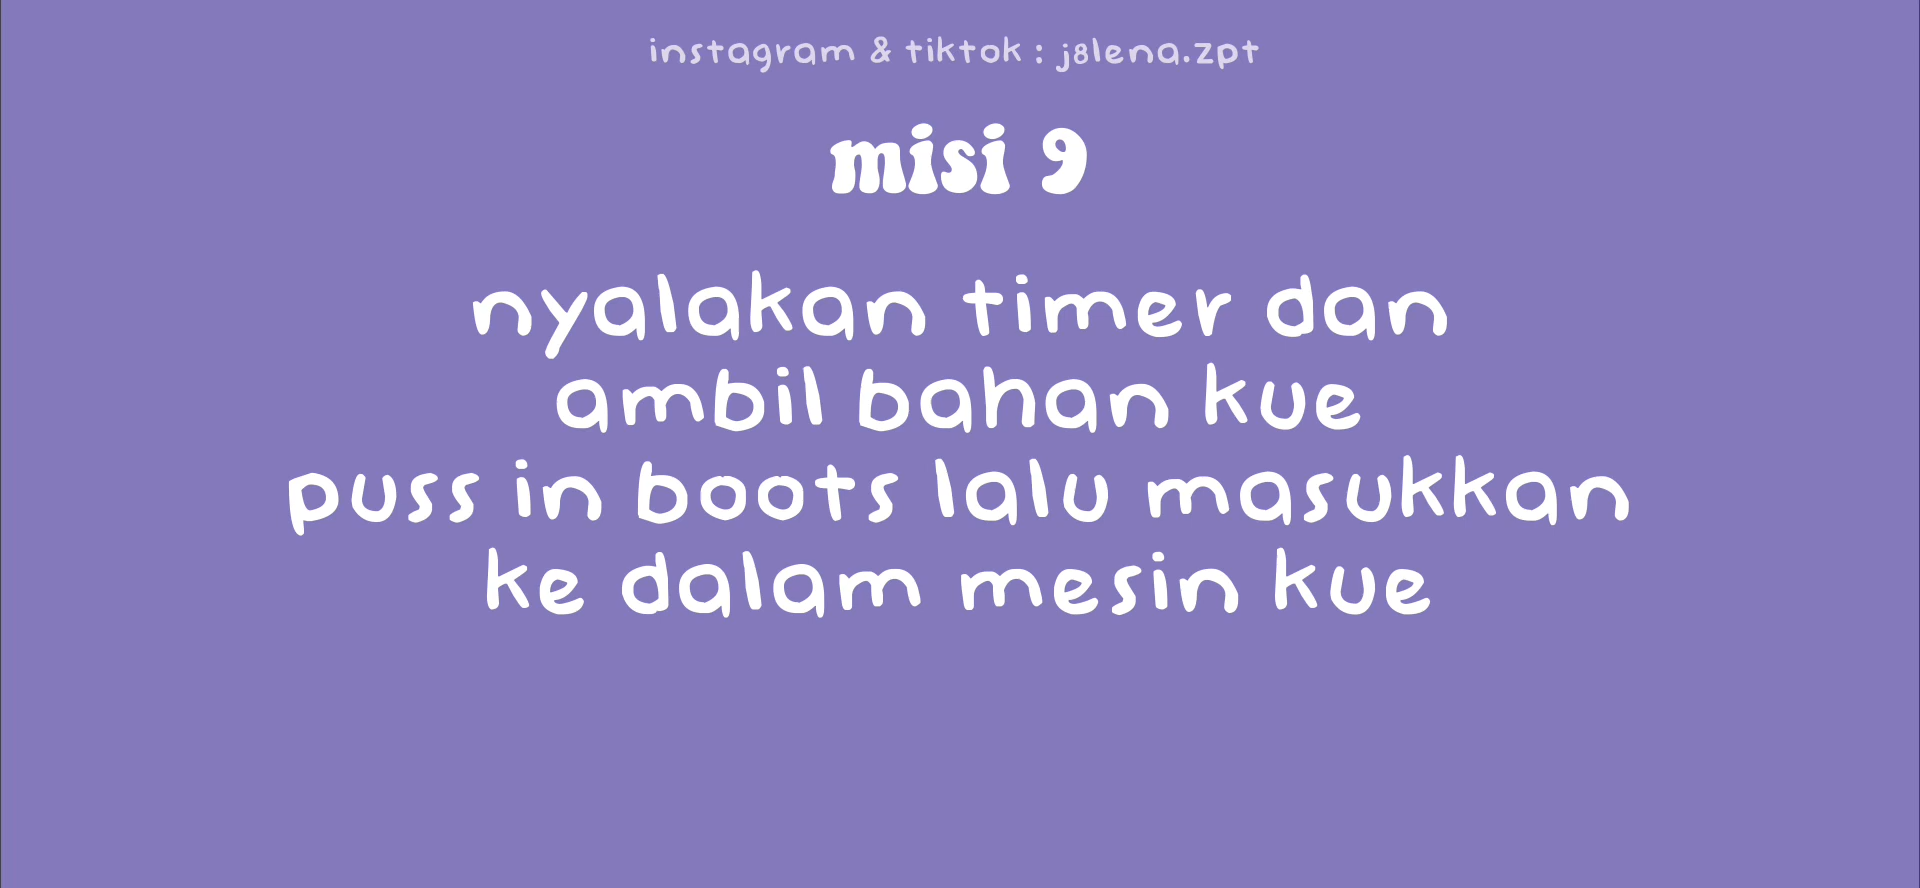 instagram & tiktok : j8lena.zpt
misi 9
nyalakan timer dan
ambil bahan kue
puss in boots lalu masukkan
ke dalam mesin kue